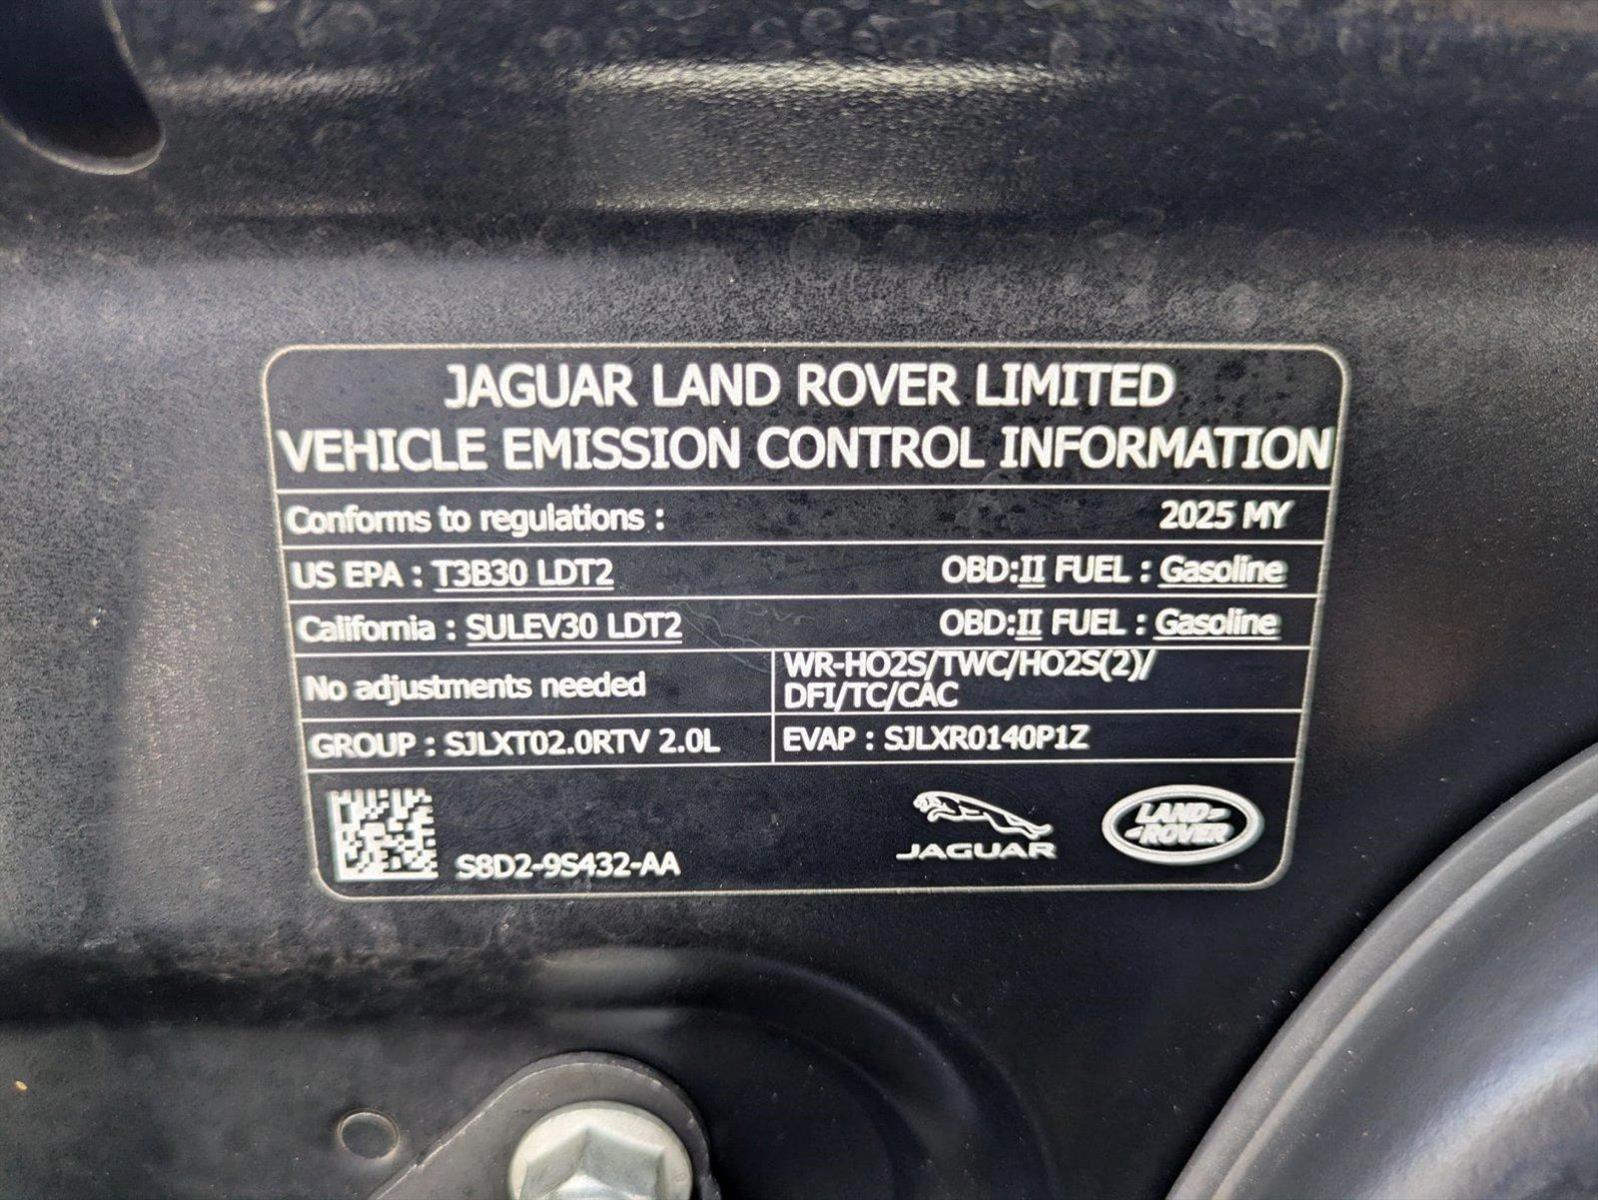 JAGUAR LAND ROVER LIMITED
VEHICLE EMISSION CONTROL INFORMATION
Conforms to regulations : 2025 MY
US EPA : T3B30 LDT2 OBD:II FUEL : Gasoline
California : SULEV30 LDT2 OBD:II FUEL : Gasoline
No adjustments needed
WR-HO2S/TWC/HO2S(2)/
DFI/TC/CAC
GROUP : SJLXT02.0RTV 2.0L EVAP : SJLXR0140P1Z
S8D2-9S432-AA
JAGUAR
LAND
ROVER